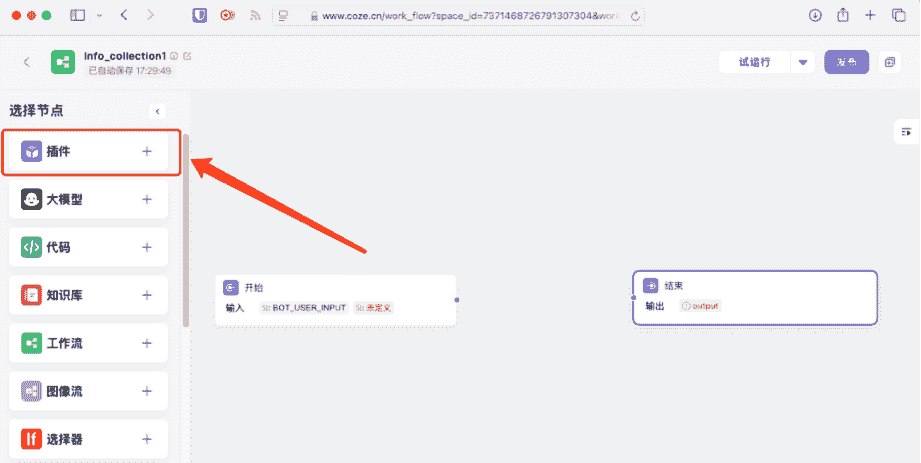 www.coze.cn/work_flow?space_id=7371468726791307304&work
Info_collection1
已自动保存 17:29:49
试运行
发布
选择节点
插件
大模型
代码
知识库
工作流
图像流
If 选择器
开始
输入 Str. BOT_USER_INPUT Str. 未定义
结束
输出 output